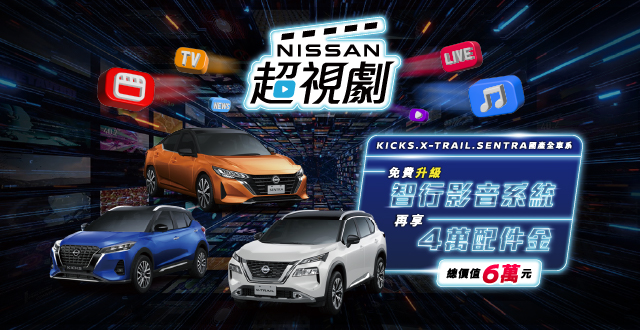 NISSAN
超視劇
TV
LIVE
NEWS
KICKS.X-TRAIL.SENTRA國產全車系
免費升級
智行影音系統
再享
4萬配件金
總價值6萬元